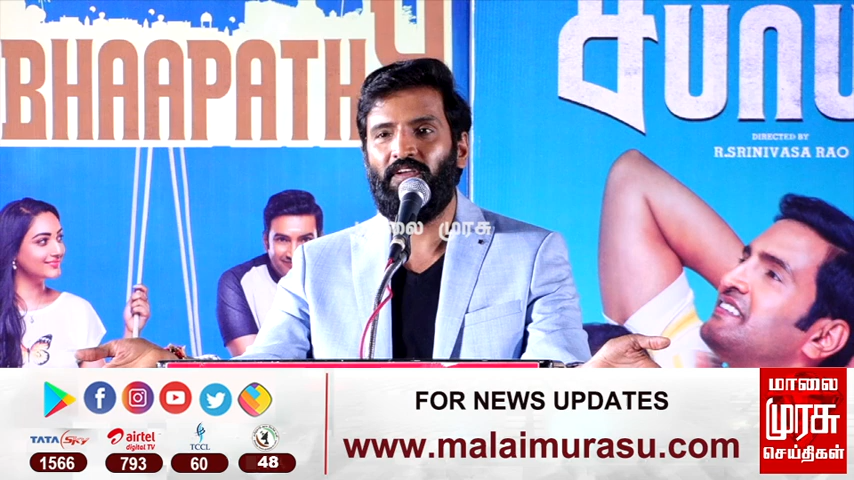 BHAAPATHY
சபாப
DIRECTED BY
R.SRINIVASA RAO
மாலை முரசு
FOR NEWS UPDATES
www.malaimurasu.com
TATA SKY
1566
airtel
digital TV
793
TCCL
60
48
மாலை
முரசு
செய்திகள்